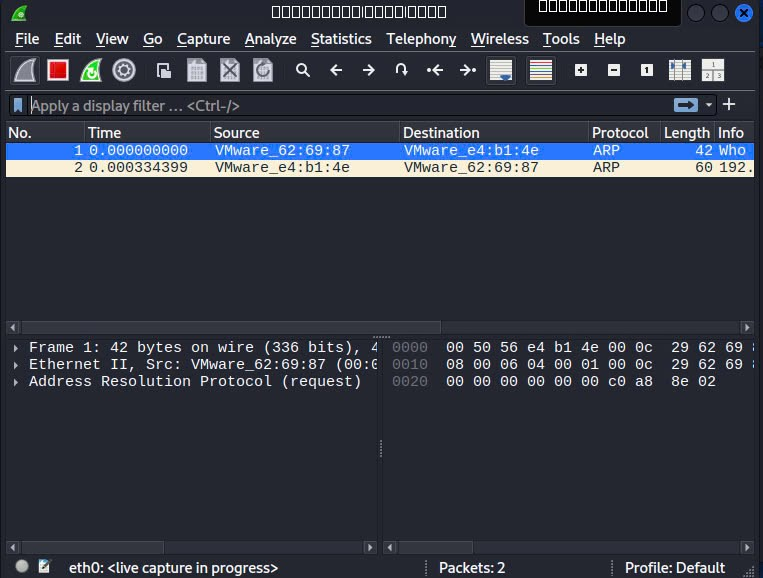 File Edit View Go Capture Analyze Statistics Telephony Wireless Tools Help
Apply a display filter ... <Ctrl-/>
No. Time Source Destination Protocol Length Info
1 0.000000000 VMware_62:69:87 VMware_e4:b1:4e ARP 42 Who
2 0.000334399 VMware_e4:b1:4e VMware_62:69:87 ARP 60 192.
Frame 1: 42 bytes on wire (336 bits), 4
Ethernet II, Src: VMware_62:69:87 (00:0
Address Resolution Protocol (request)
0000 00 50 56 e4 b1 4e 00 0c 29 62 69
0010 08 00 06 04 00 01 00 0c 29 62 69
0020 00 00 00 00 00 00 c0 a8 8e 02
eth0: <live capture in progress> Packets: 2 Profile: Default